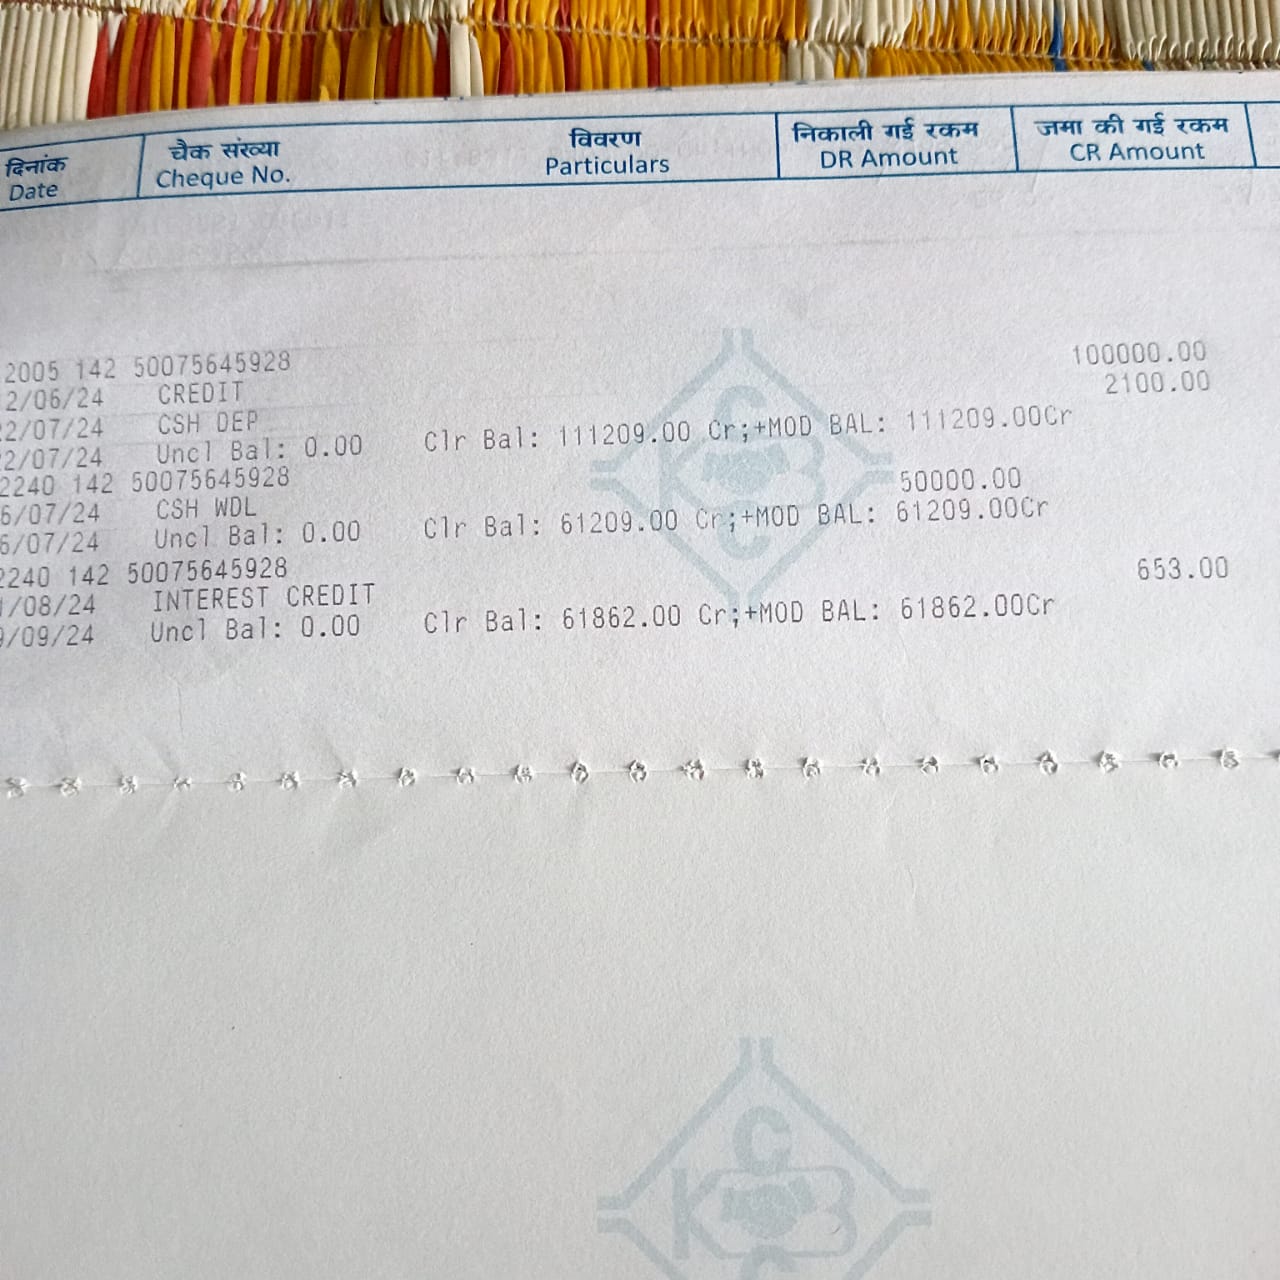 दिनांक चैक संख्या विवरण निकाली गई रकम जमा की गई रकम
Date Cheque No. Particulars DR Amount CR Amount
2005 142 50075645928 100000.00
2/06/24 CREDIT 2100.00
2/07/24 CSH DEP
2/07/24 Uncl Bal: 0.00 Clr Bal: 111209.00 Cr;+MOD BAL: 111209.00Cr
2240 142 50075645928 50000.00
6/07/24 CSH WDL
6/07/24 Uncl Bal: 0.00 Clr Bal: 61209.00 Cr;+MOD BAL: 61209.00Cr
2240 142 50075645928 653.00
/08/24 INTEREST CREDIT
/09/24 Uncl Bal: 0.00 Clr Bal: 61862.00 Cr;+MOD BAL: 61862.00Cr
C
K B
C
C
K B